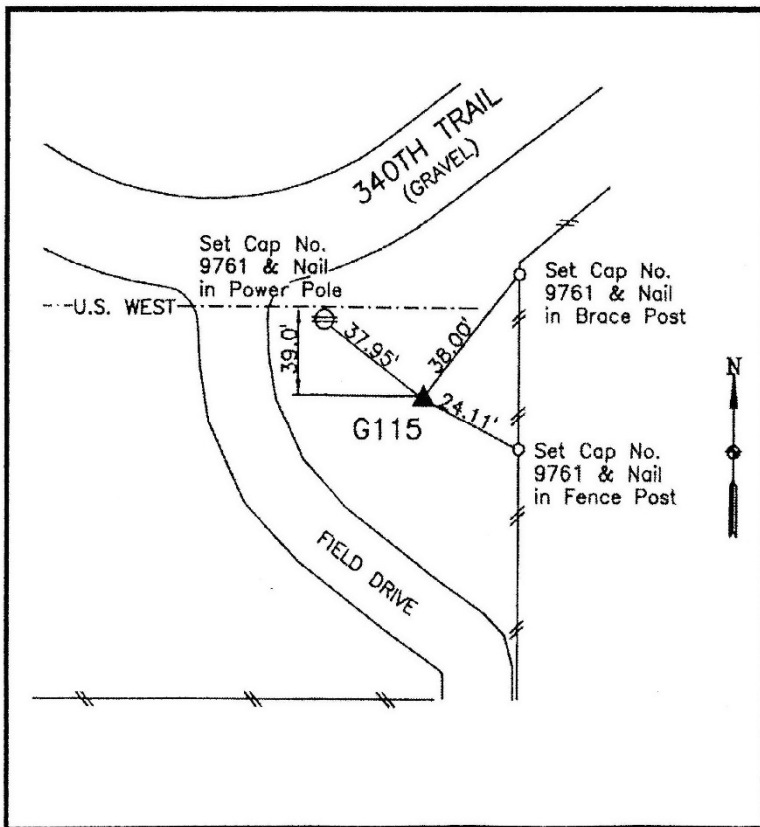 340TH TRAIL
(GRAVEL)
Set Cap No.
9761 & Nail
in Power Pole
U.S. WEST
39.0'
37.95'
38.00'
24.11'
G115
Set Cap No.
9761 & Nail
in Brace Post
N
Set Cap No.
9761 & Nail
in Fence Post
FIELD DRIVE